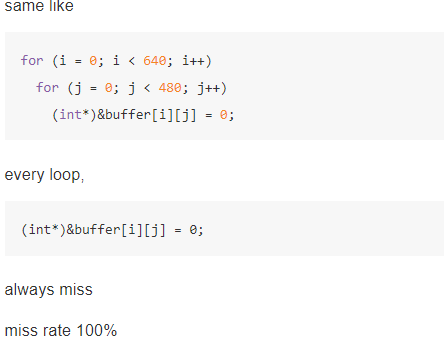 same like
for (i = 0; i < 640; i++)
for (j = 0; j < 480; j++)
(int*)&buffer[i][j] = 0;
every loop,
(int*)&buffer[i][j] = 0;
always miss
miss rate 100%